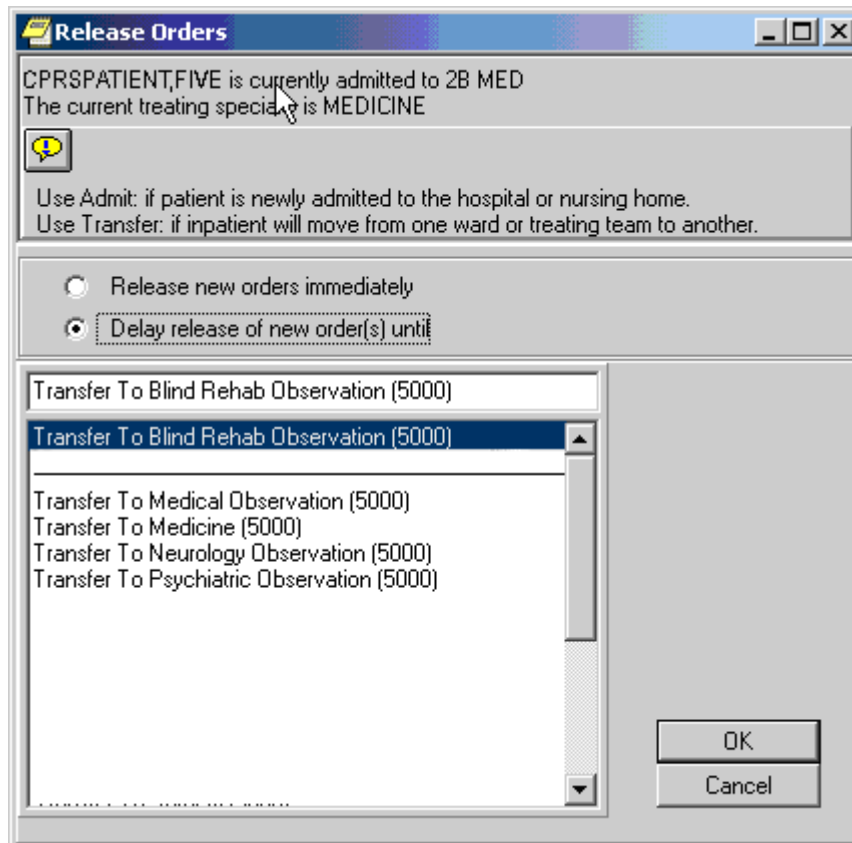 Release Orders
CPRSPATIENT,FIVE is currently admitted to 2B MED
The current treating specialty is MEDICINE
Use Admit: if patient is newly admitted to the hospital or nursing home.
Use Transfer: if inpatient will move from one ward or treating team to another.
Release new orders immediately
Delay release of new order(s) until
Transfer To Blind Rehab Observation (5000)
Transfer To Blind Rehab Observation (5000)
Transfer To Medical Observation (5000)
Transfer To Medicine (5000)
Transfer To Neurology Observation (5000)
Transfer To Psychiatric Observation (5000)
OK
Cancel